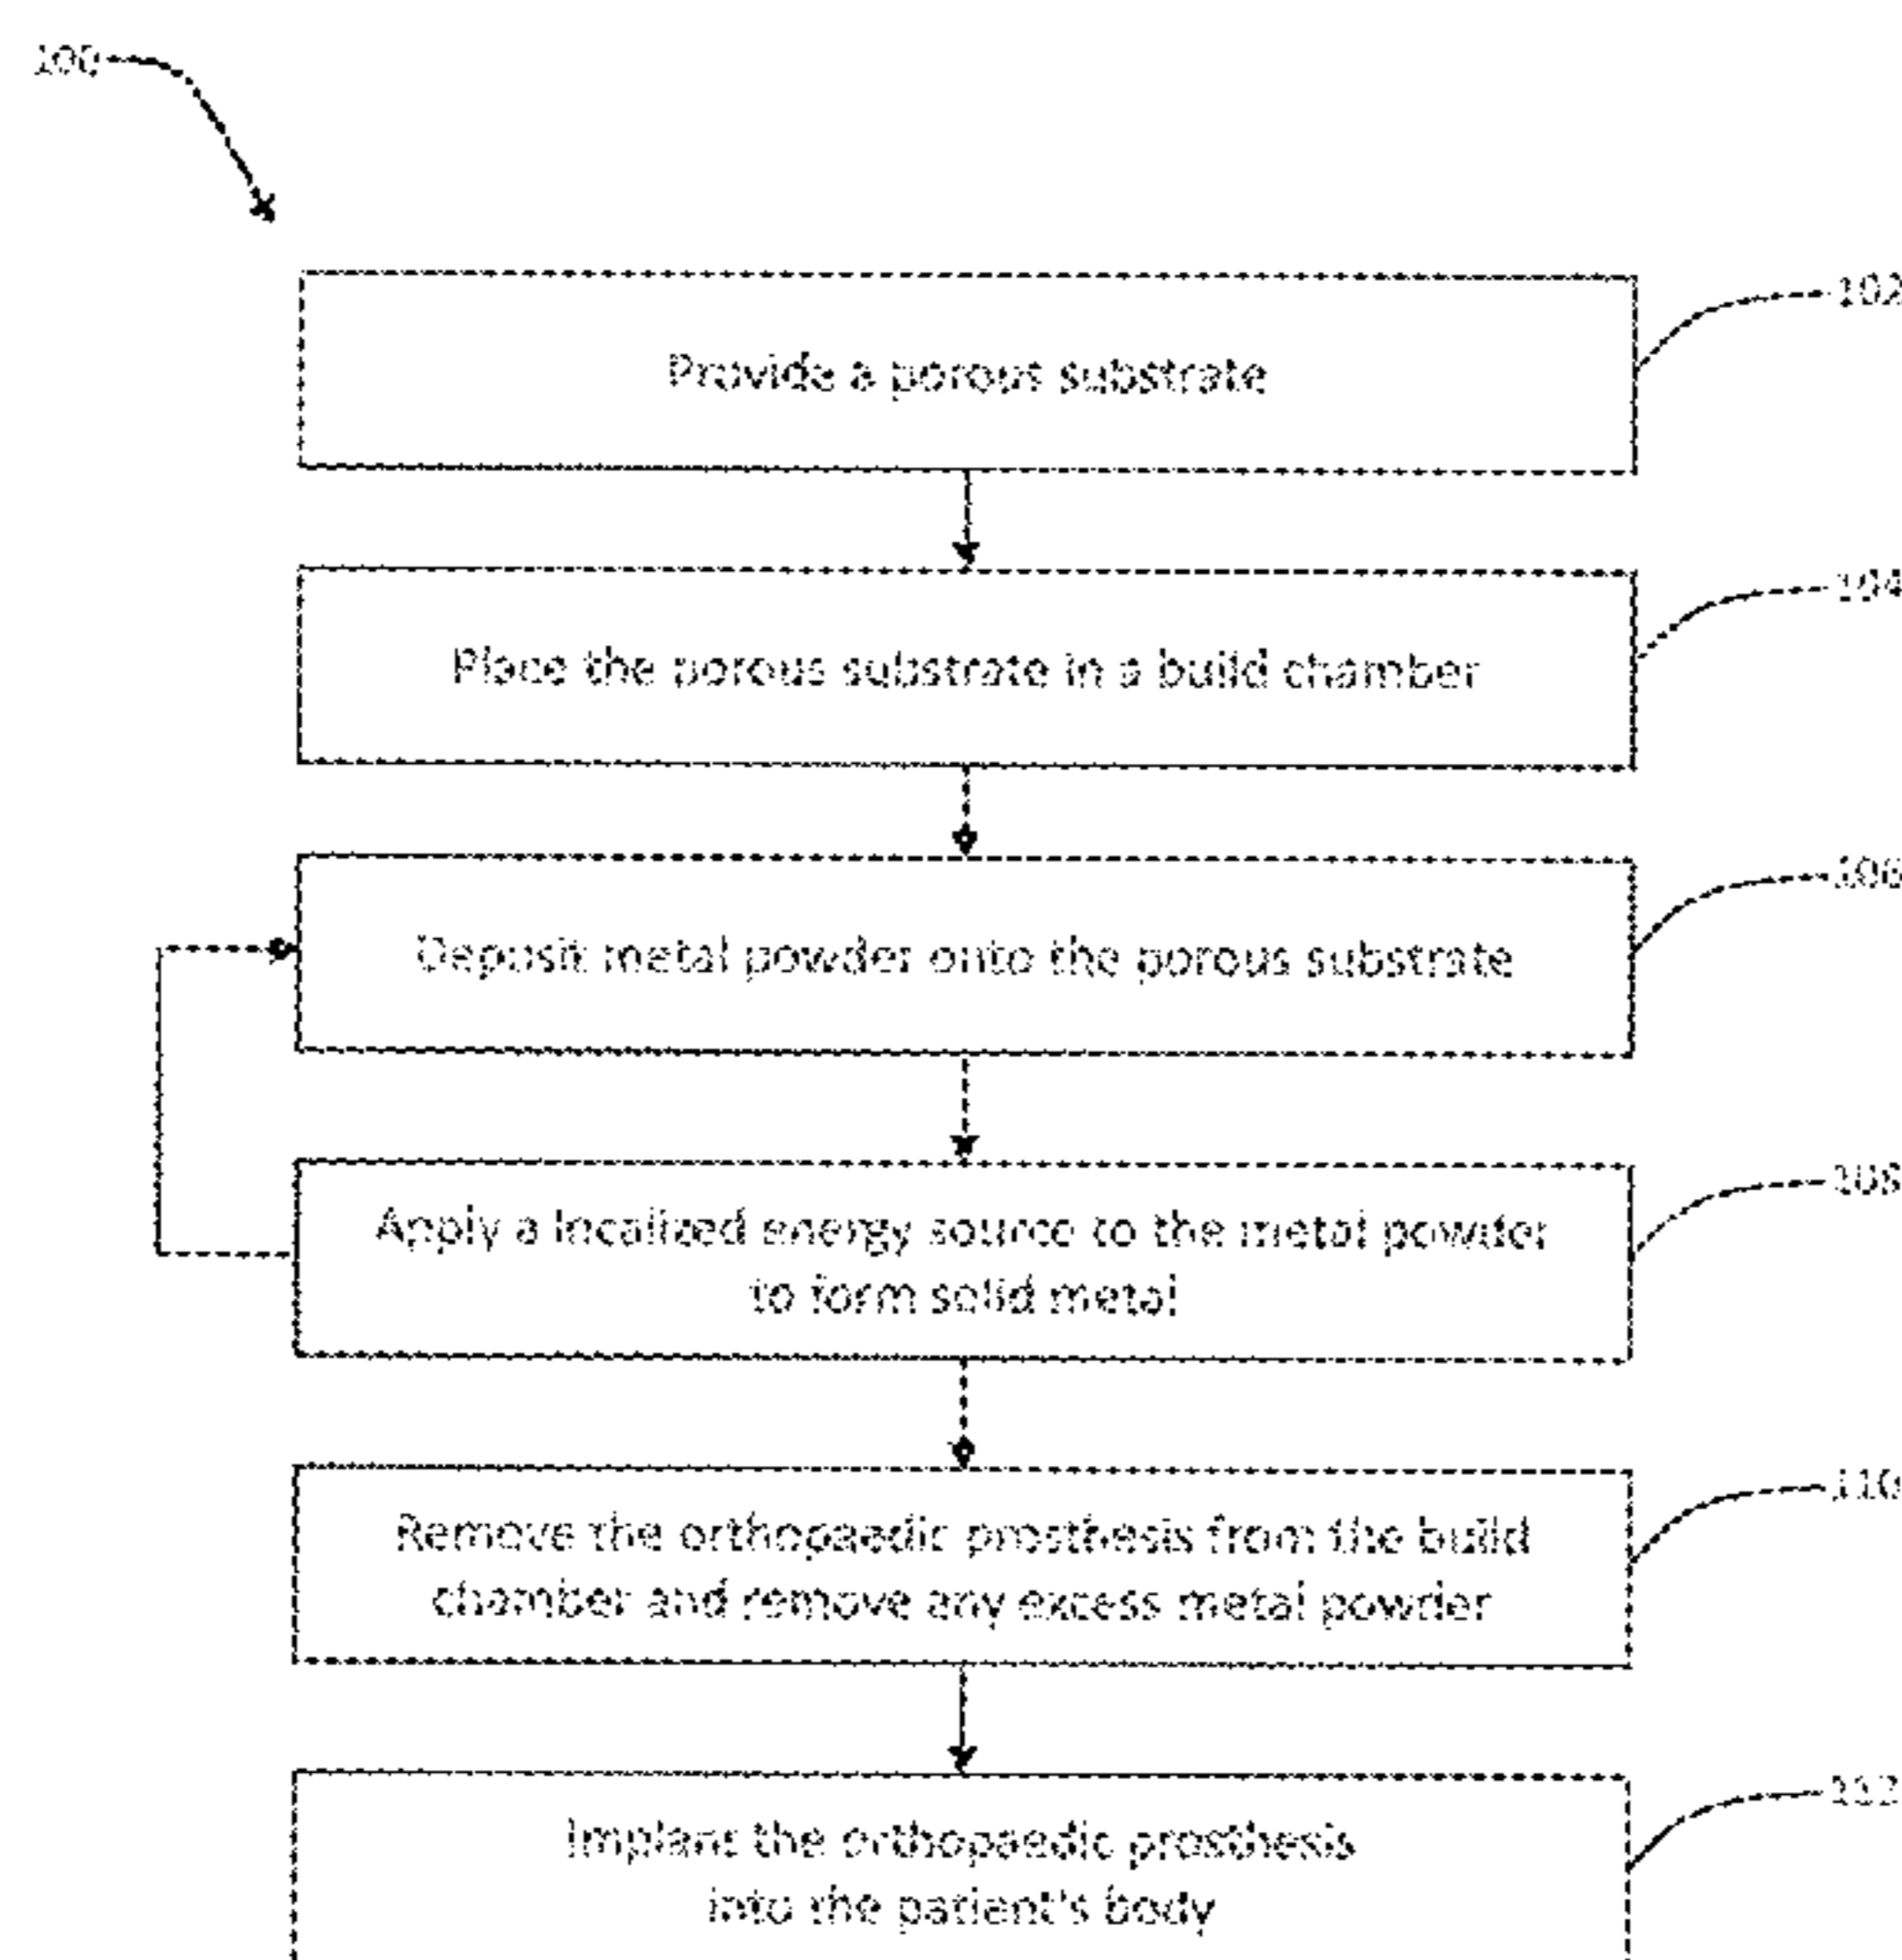 100
Provide a porous substrate
102
Place the porous substrate in a build chamber
104
Deposit metal powder onto the porous substrate
106
Apply a localized energy source to the metal powder
to form solid metal
108
Remove the orthopaedic prosthesis from the build
chamber and remove any excess metal powder
110
Implant the orthopaedic prosthesis
into the patient's body
112